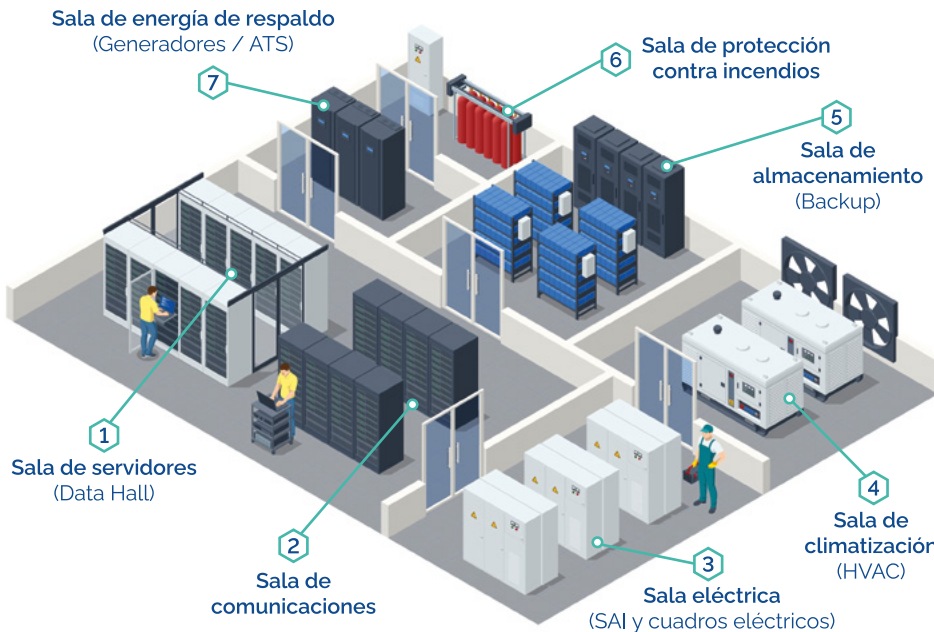 Sala de energía de respaldo
(Generadores / ATS)
7
6
Sala de protección
contra incendios
5
Sala de
almacenamiento
(Backup)
1
Sala de servidores
(Data Hall)
2
Sala de
comunicaciones
3
Sala eléctrica
(SAI y cuadros eléctricos)
4
Sala de
climatización
(HVAC)